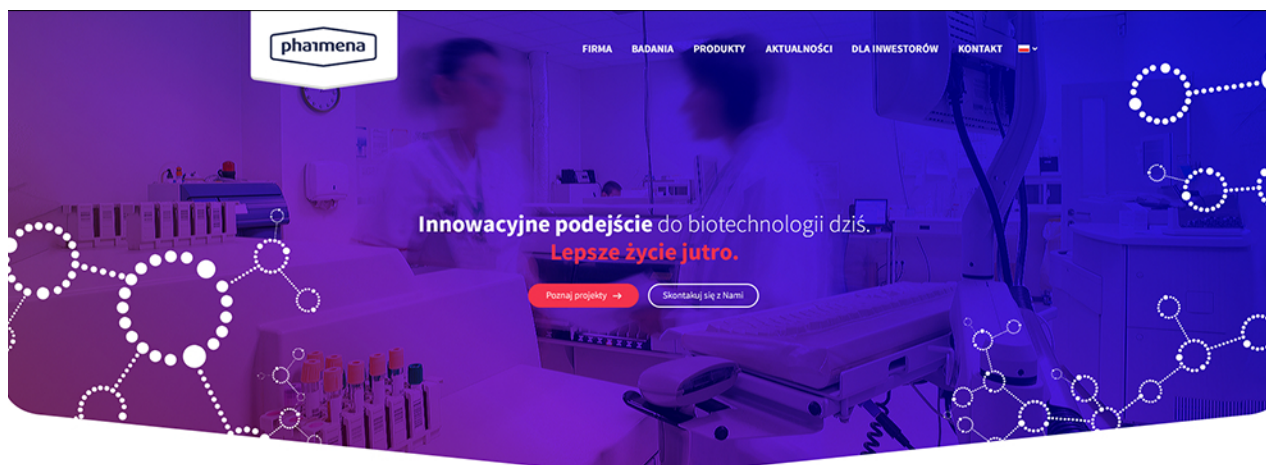 pharmena
FIRMA BADANIA PRODUKTY AKTUALNOŚCI DLA INWESTORÓW KONTAKT
Innowacyjne podejście do biotechnologii dziś.
Lepsze życie jutro.
Poznaj projekty → Skontakuj się z Nami